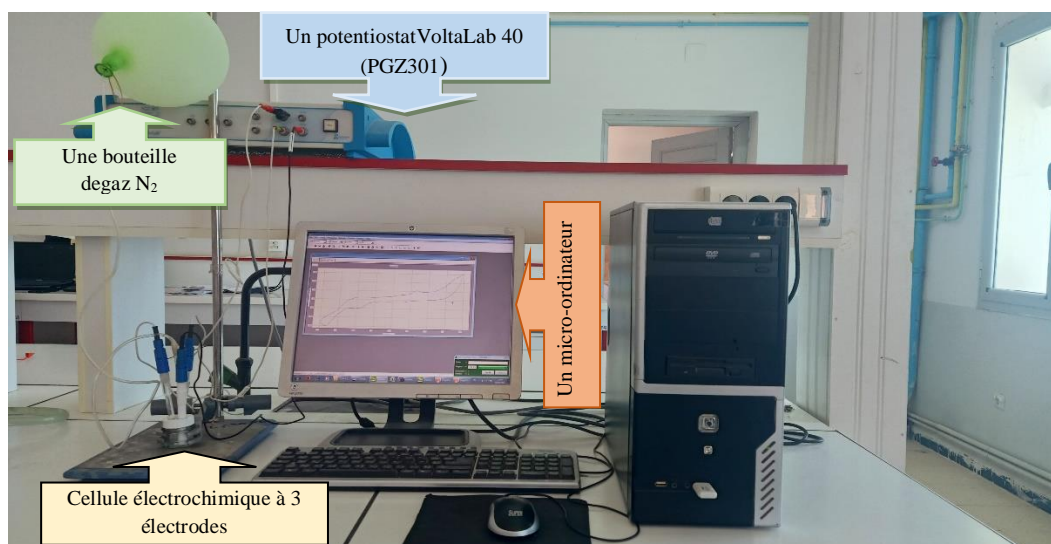 Un potentiostatVoltaLab 40
(PGZ301)
Une bouteille
degaz N₂
Un micro-ordinateur
Cellule électrochimique à 3
électrodes